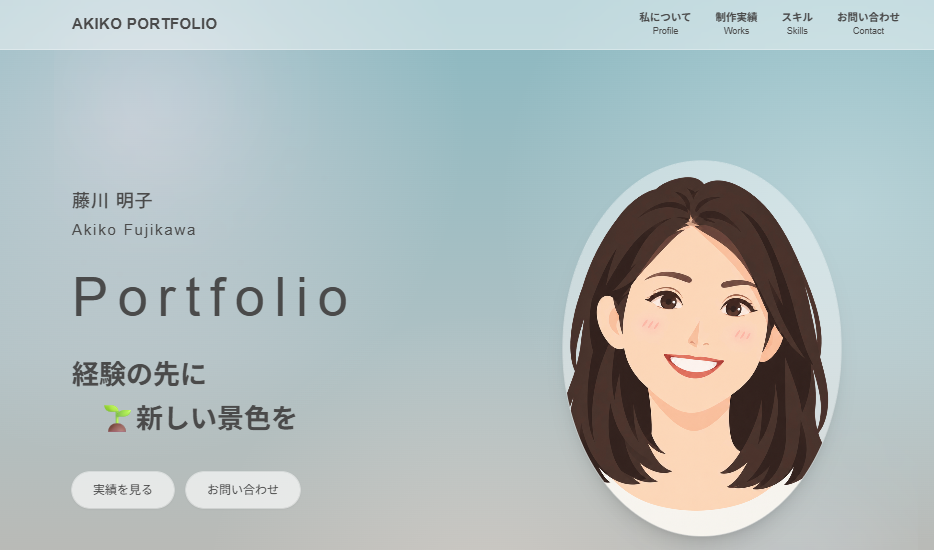 AKIKO PORTFOLIO
私について
Profile
制作実績
Works
スキル
Skills
お問い合わせ
Contact
藤川 明子
Akiko Fujikawa
Portfolio
経験の先に
🌱新しい景色を
実績を見る
お問い合わせ